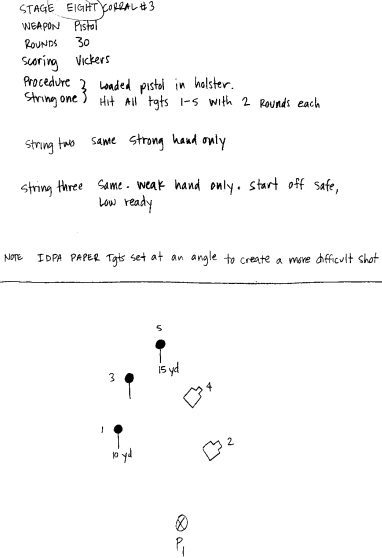 STAGE EIGHT CORRAL #3
WEAPON Pistol
ROUNDS 30
Scoring Vickers
Procedure } Loaded pistol in holster.
String one } Hit All tgts 1-5 with 2 Rounds each
String two same strong hand only
String three Same. weak hand only. Start off safe,
Low ready
NOTE IDPA PAPER Tgts set at an angle to create a more difficult shot
5
15 yd
3
4
1
10 yd
2
P1